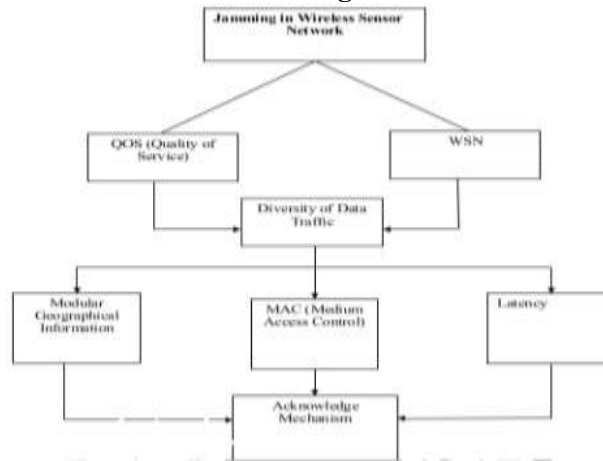 Jamming in Wireless Sensor
Network
QOS (Quality of
Service)
WSN
Diversity of Data
Traffic
Modular
Geographical
Information
MAC (Medium
Access Control)
Latency
Acknowledge
Mechanism